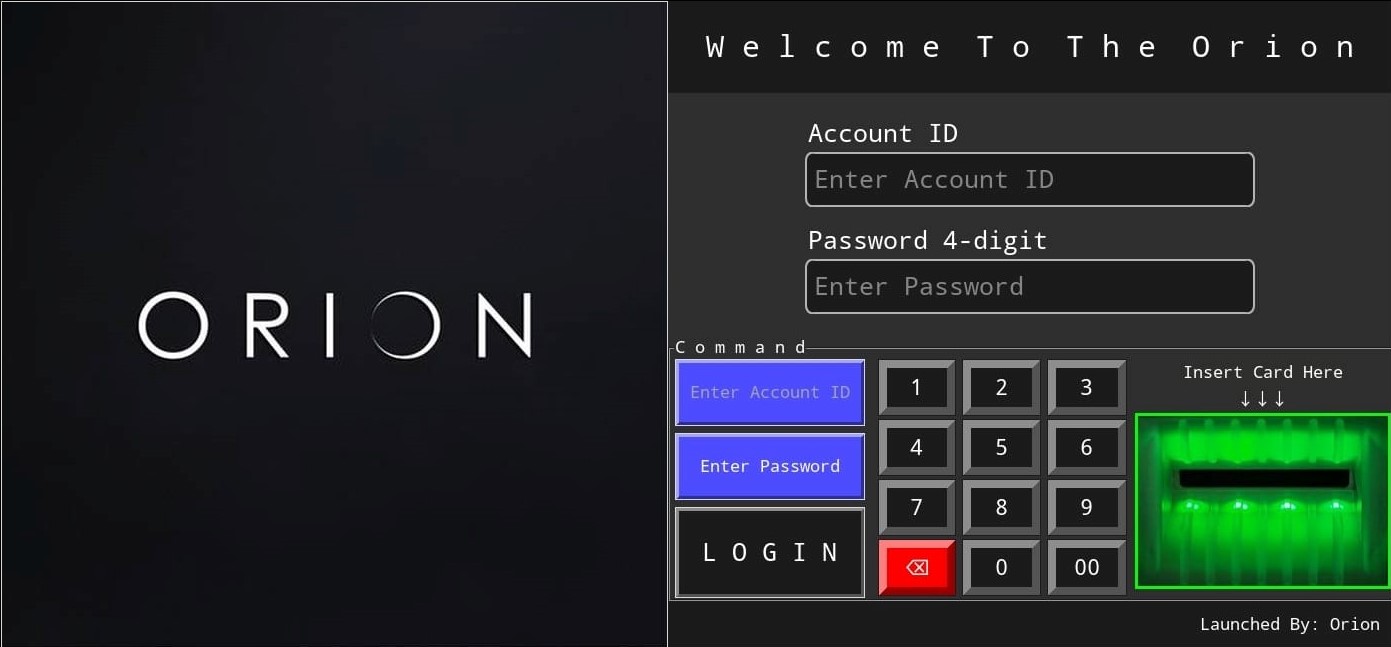 ORION
Welcome To The Orion
Account ID
Enter Account ID
Password 4-digit
Enter Password
Command
Enter Account ID
Enter Password
LOGIN
1 2 3
4 5 6
7 8 9
⌫ 0 00
Insert Card Here
↓↓↓
Launched By: Orion